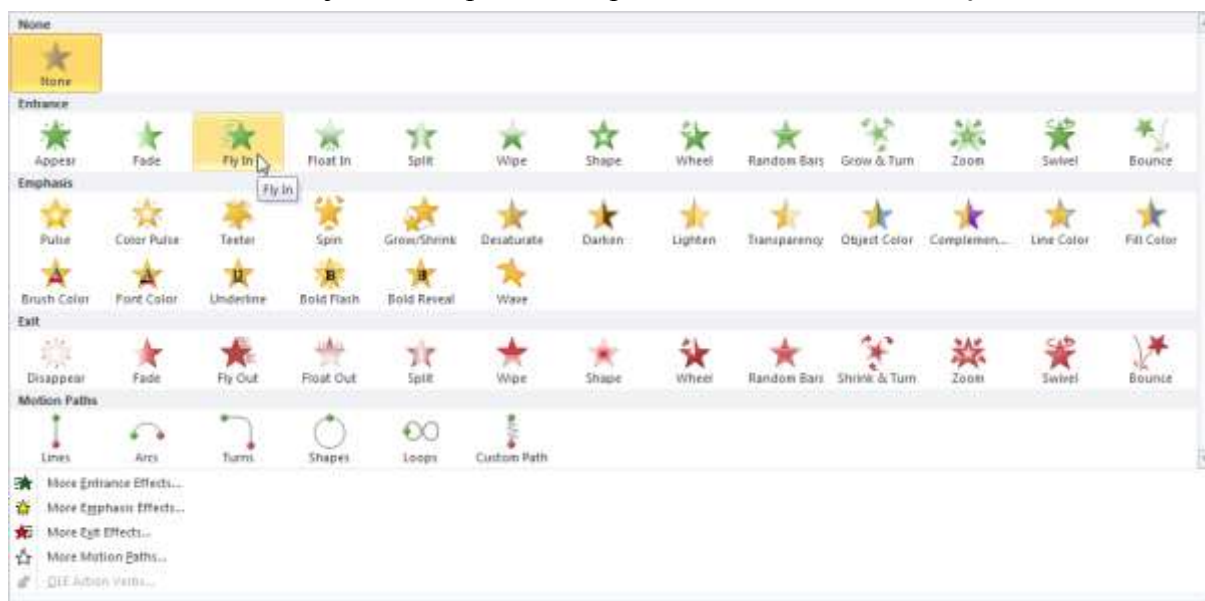 None
None
Entrance
Appear Fade Fly In Float In Split Wipe Shape Wheel Random Bars Grow & Turn Zoom Swivel Bounce
Fly In
Emphasis
Pulse Color Pulse Teeter Spin Grow/Shrink Desaturate Darken Lighten Transparency Object Color Complemen... Line Color Fill Color
Brush Color Font Color Underline Bold Flash Bold Reveal Wave
Exit
Disappear Fade Fly Out Float Out Split Wipe Shape Wheel Random Bars Shrink & Turn Zoom Swivel Bounce
Motion Paths
Lines Arcs Turns Shapes Loops Custom Path
More Entrance Effects...
More Emphasis Effects...
More Exit Effects...
More Motion Paths...
OLE Action Verbs...